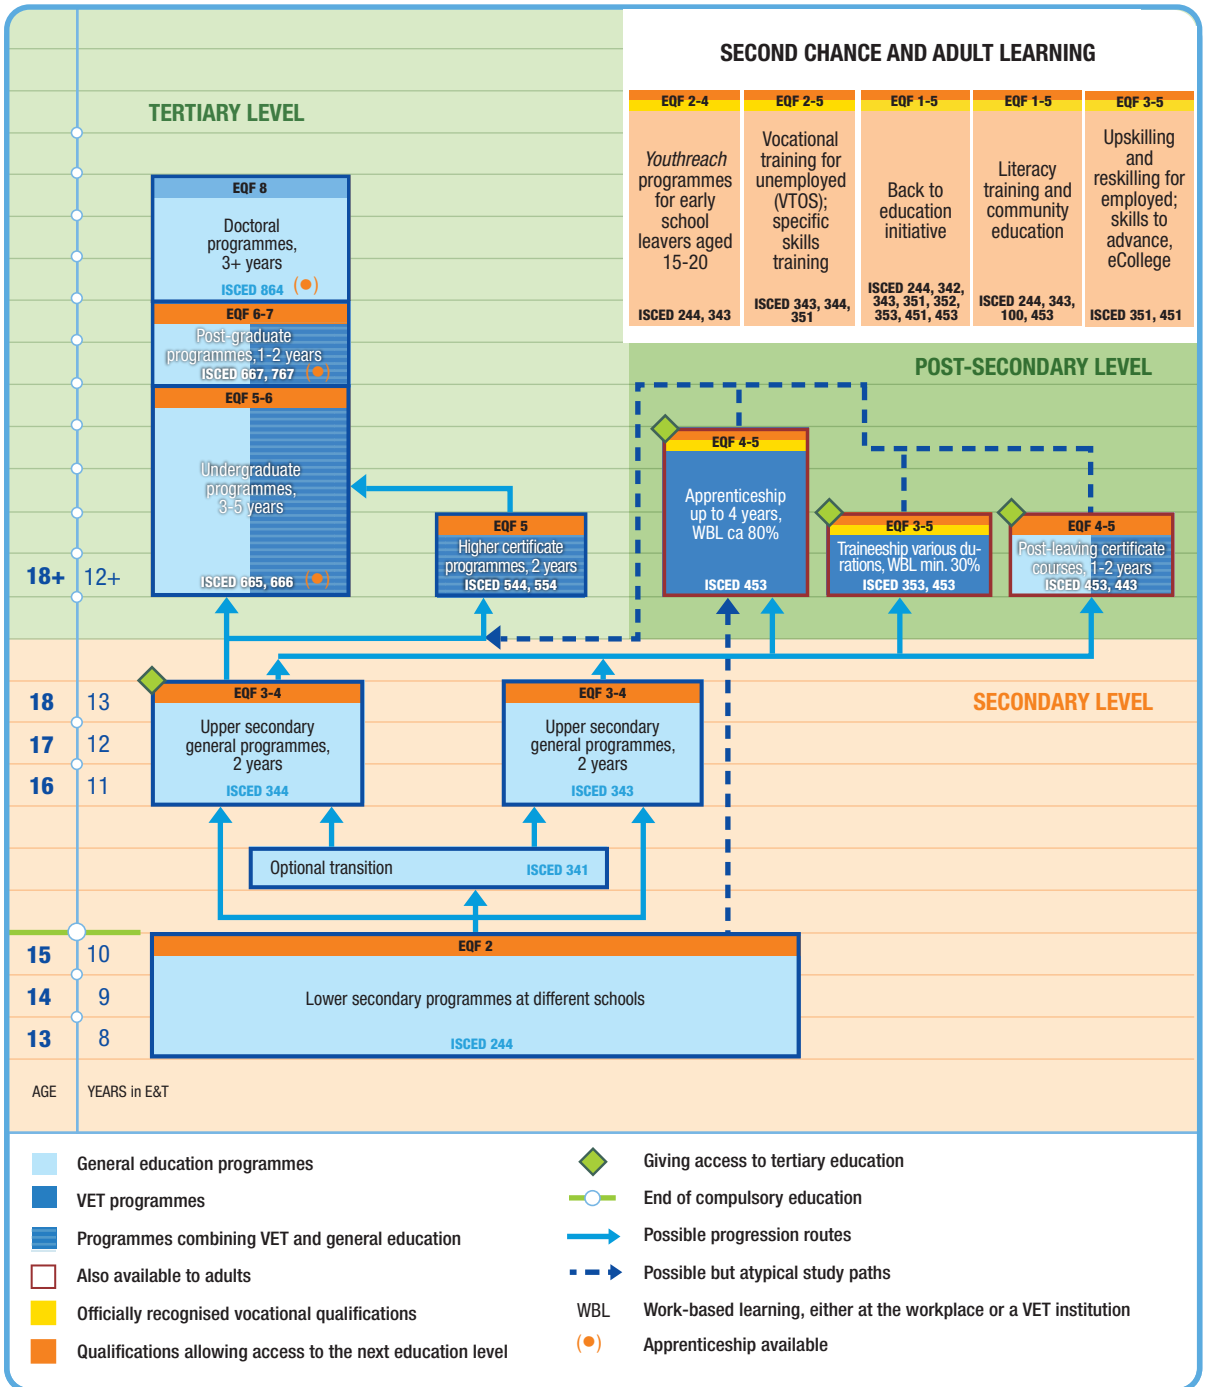 SECOND CHANCE AND ADULT LEARNING
EQF 2-4
Youthreach
programmes
for early
school
leavers aged
15-20
ISCED 244, 343
EQF 2-5
Vocational
training for
unemployed
(VTOS);
specific
skills
training
ISCED 343, 344,
351
EQF 1-5
Back to
education
initiative
ISCED 244, 342,
343, 351, 352,
353, 451, 453
EQF 1-5
Literacy
training and
community
education
ISCED 244, 343,
100, 453
EQF 3-5
Upskilling
and
reskilling for
employed;
skills to
advance,
eCollege
ISCED 351, 451
TERTIARY LEVEL
EQF 8
Doctoral
programmes,
3+ years
ISCED 864
EQF 6-7
Post-graduate
programmes,1-2 years
ISCED 667, 767
EQF 5-6
Undergraduate
programmes,
3-5 years
ISCED 665, 666
EQF 5
Higher certificate
programmes, 2 years
ISCED 544, 554
POST-SECONDARY LEVEL
EQF 4-5
Apprenticeship
up to 4 years,
WBL ca 80%
ISCED 453
EQF 3-5
Traineeship various du-
rations, WBL min. 30%
ISCED 353, 453
EQF 4-5
Post-leaving certificate
courses, 1-2 years
ISCED 453, 443
18+ 12+
SECONDARY LEVEL
18 13
17 12
16 11
EQF 3-4
Upper secondary
general programmes,
2 years
ISCED 344
EQF 3-4
Upper secondary
general programmes,
2 years
ISCED 343
Optional transition ISCED 341
15 10
14 9
13 8
EQF 2
Lower secondary programmes at different schools
ISCED 244
AGE YEARS in E&T
General education programmes
VET programmes
Programmes combining VET and general education
Also available to adults
Officially recognised vocational qualifications
Qualifications allowing access to the next education level
Giving access to tertiary education
End of compulsory education
Possible progression routes
Possible but atypical study paths
WBL Work-based learning, either at the workplace or a VET institution
Apprenticeship available